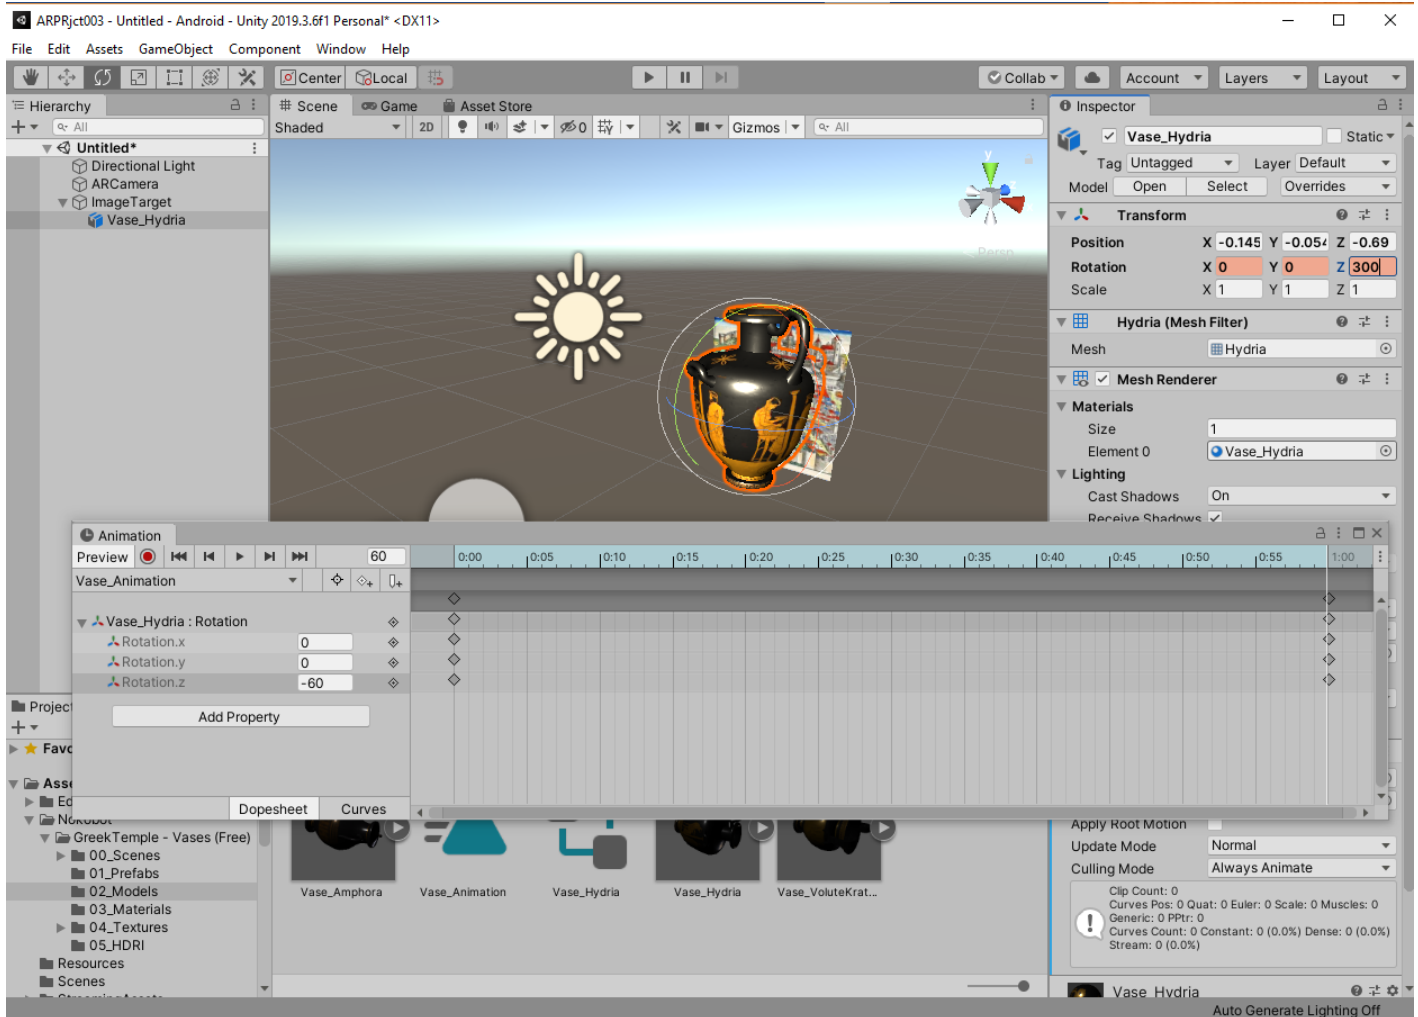 ARPRjct003 - Untitled - Android - Unity 2019.3.6f1 Personal* <DX11>
File Edit Assets GameObject Component Window Help
Center Local Collab Account Layers Layout
Hierarchy
All
Untitled*
Directional Light
ARCamera
ImageTarget
Vase_Hydria
Scene Game Asset Store
Shaded 2D 0 Gizmos All
y
z
Persp
Inspector
Vase_Hydria Static
Tag Untagged Layer Default
Model Open Select Overrides
Transform
Position X -0.145 Y -0.054 Z -0.69
Rotation X 0 Y 0 Z 300
Scale X 1 Y 1 Z 1
Hydria (Mesh Filter)
Mesh Hydria
Mesh Renderer
Materials
Size 1
Element 0 Vase_Hydria
Lighting
Cast Shadows On
Receive Shadows
Animation
Preview 60
0:00 0:05 0:10 0:15 0:20 0:25 0:30 0:35 0:40 0:45 0:50 0:55 1:00
Vase_Animation
Vase_Hydria : Rotation
Rotation.x 0
Rotation.y 0
Rotation.z -60
Add Property
Dopesheet Curves
Project
Favo
Asse
Ed
Nokobot
GreekTemple - Vases (Free)
00_Scenes
01_Prefabs
02_Models
03_Materials
04_Textures
05_HDRI
Resources
Scenes
StreamingAssets
Vase_Amphora Vase_Animation Vase_Hydria Vase_Hydria Vase_VoluteKrat...
Apply Root Motion
Update Mode Normal
Culling Mode Always Animate
Clip Count: 0
Curves Pos: 0 Quat: 0 Euler: 0 Scale: 0 Muscles: 0
Generic: 0 PPtr: 0
Curves Count: 0 Constant: 0 (0.0%) Dense: 0 (0.0%)
Stream: 0 (0.0%)
Vase_Hydria
Auto Generate Lighting Off